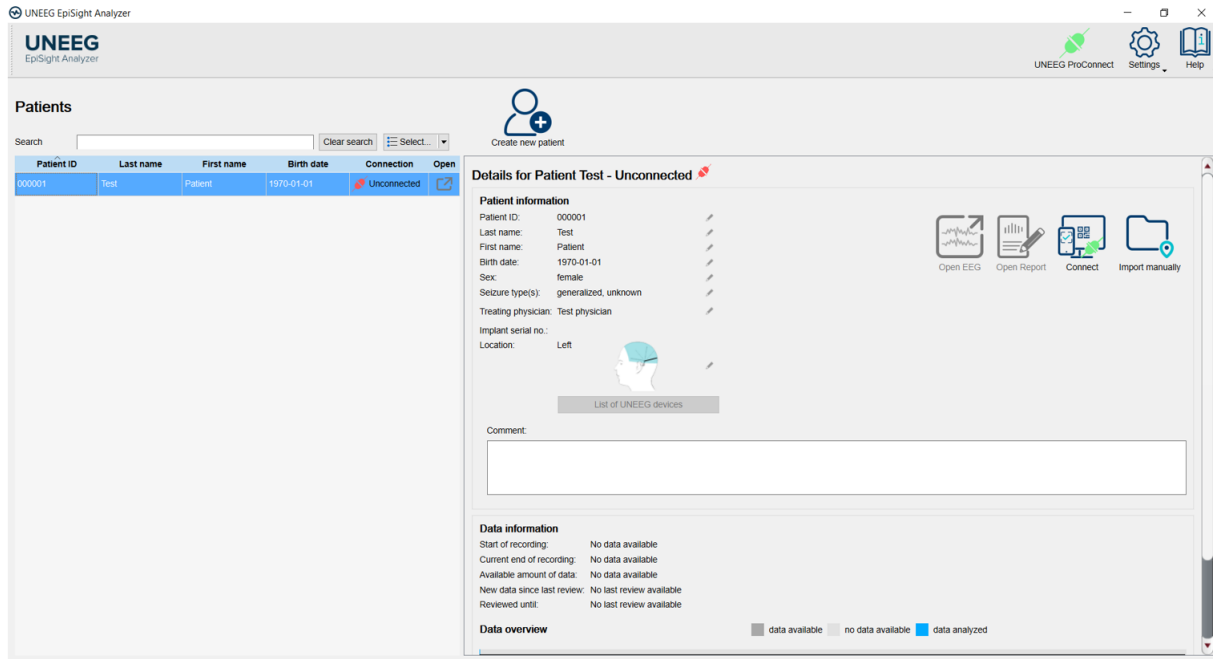 UNEEG EpiSight Analyzer
UNEEG
EpiSight Analyzer
UNEEG ProConnect
Settings
Help
Patients
Search
Clear search
Select...
Create new patient
Patient ID Last name First name Birth date Connection Open
000001 Test Patient 1970-01-01 Unconnected
Details for Patient Test - Unconnected
Patient information
Patient ID: 000001
Last name: Test
First name: Patient
Birth date: 1970-01-01
Sex: female
Seizure type(s): generalized, unknown
Treating physician: Test physician
Implant serial no.:
Location: Left
List of UNEEG devices
Open EEG
Open Report
Connect
Import manually
Comment:
Data information
Start of recording: No data available
Current end of recording: No data available
Available amount of data: No data available
New data since last review: No last review available
Reviewed until: No last review available
Data overview
data available no data available data analyzed